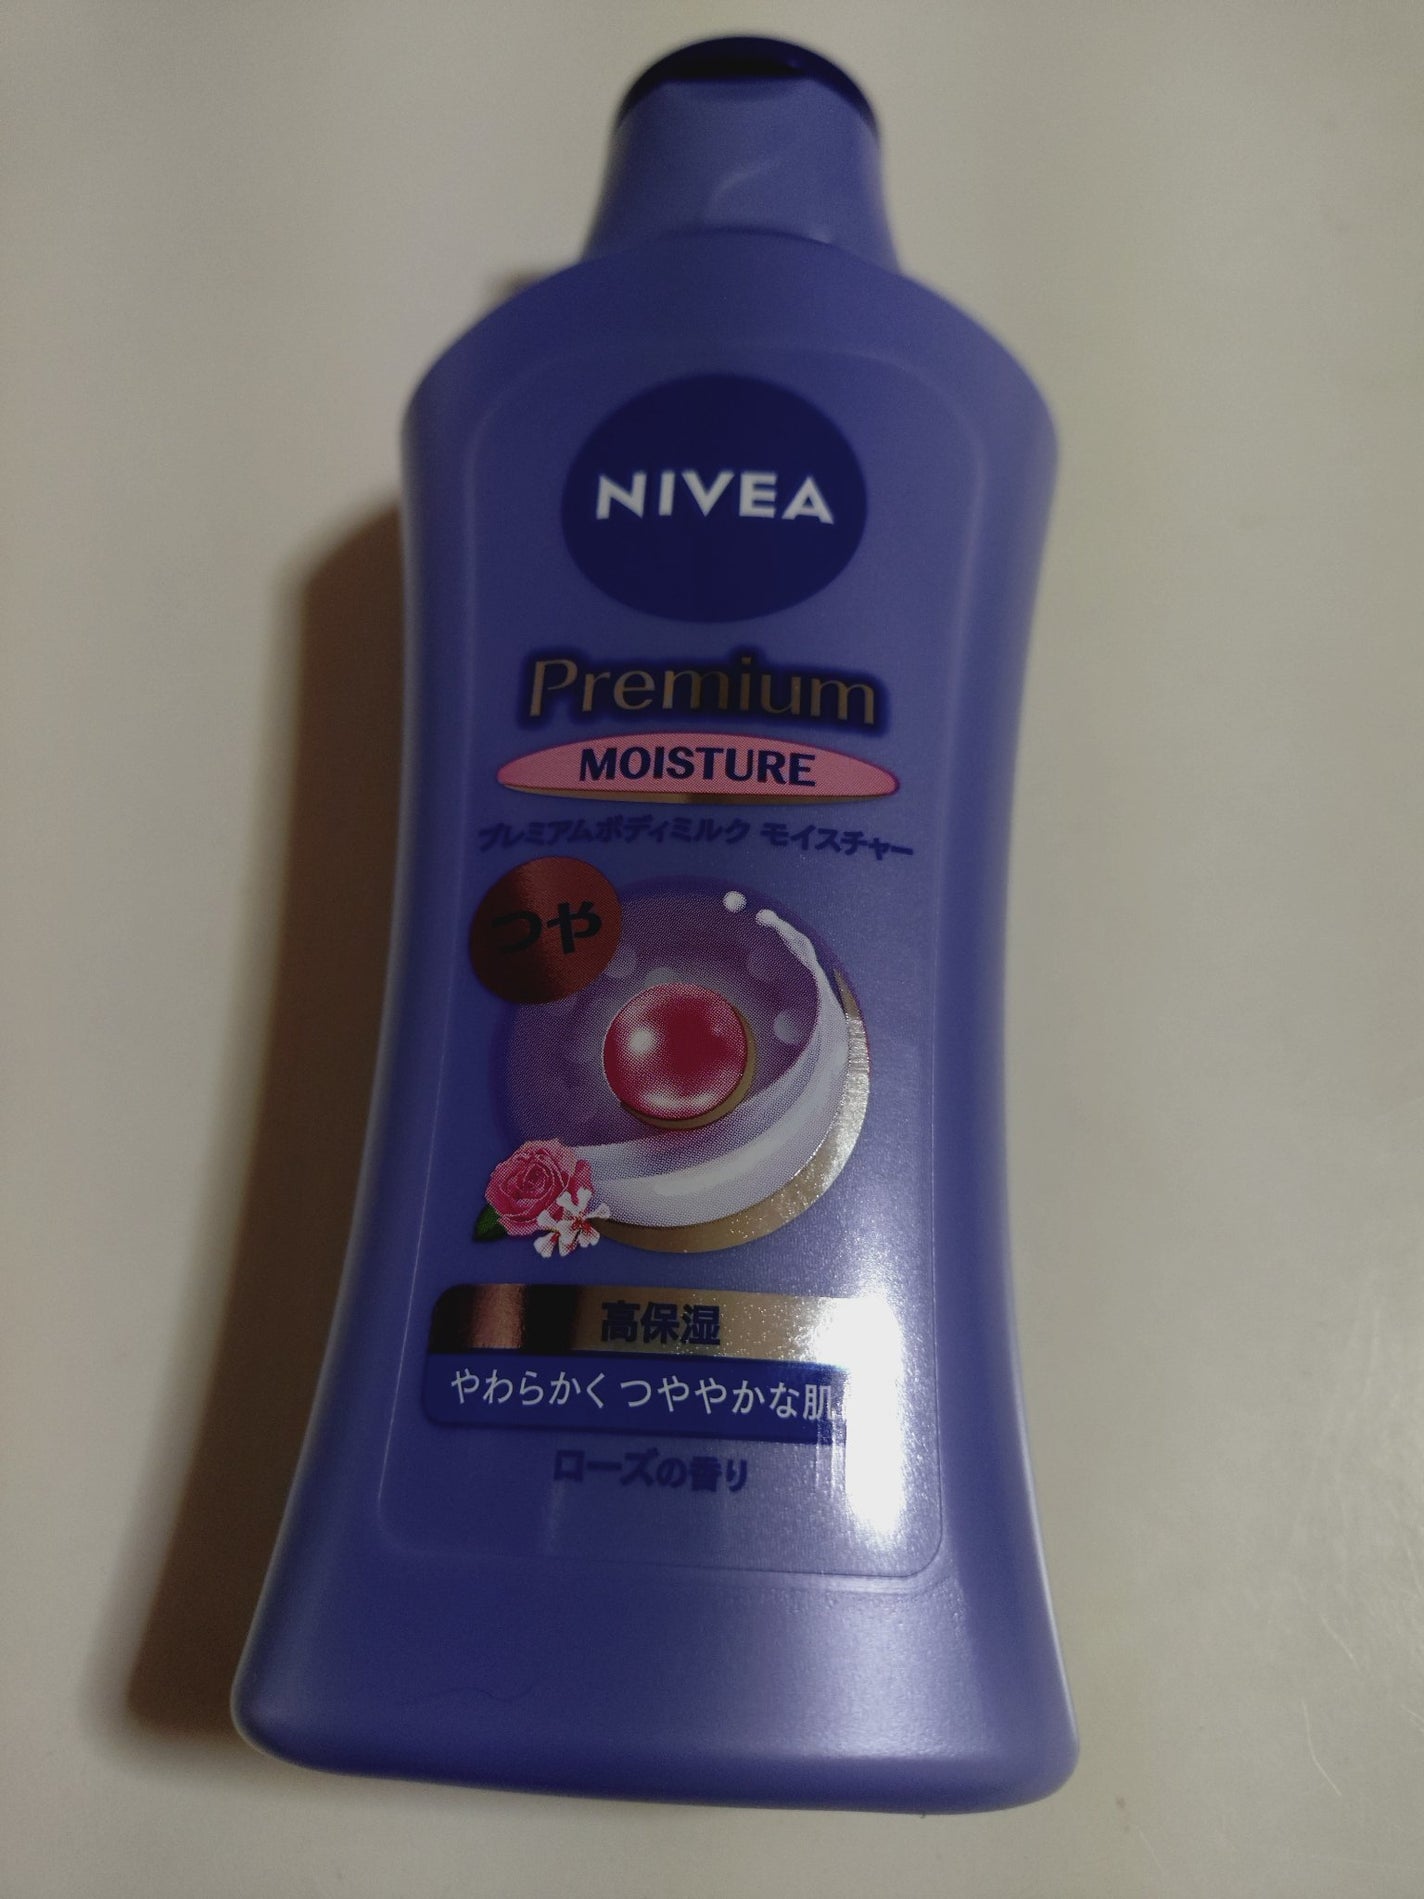 NIVEA
Premium
MOISTURE
プレミアムボディミルク モイスチャー
つや
高保湿
やわらかくつややかな肌
ローズの香り